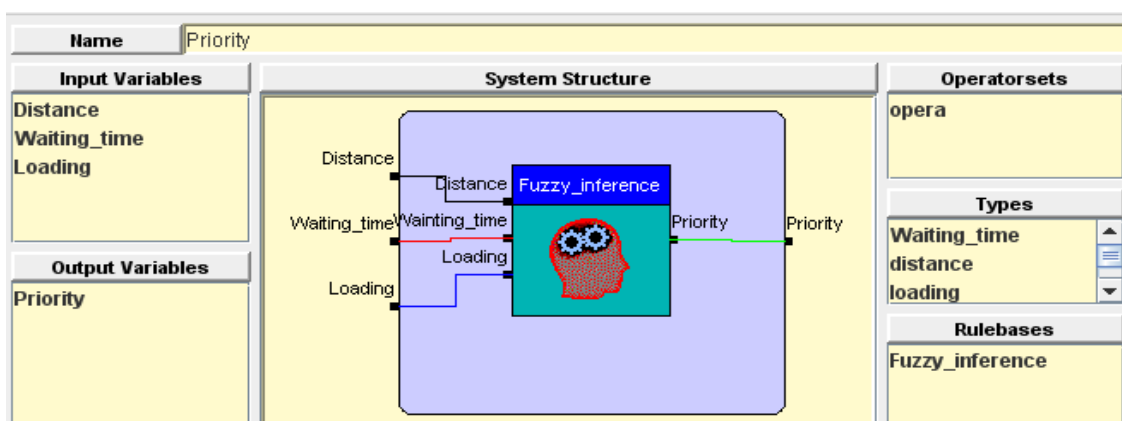 Name Priority
Input Variables
Distance
Waiting_time
Loading
Output Variables
Priority
System Structure
Distance
Distance Fuzzy_inference
Waiting_time Wainting_time Priority Priority
Loading
Loading
Operatorsets
opera
Types
Waiting_time
distance
loading
Rulebases
Fuzzy_inference